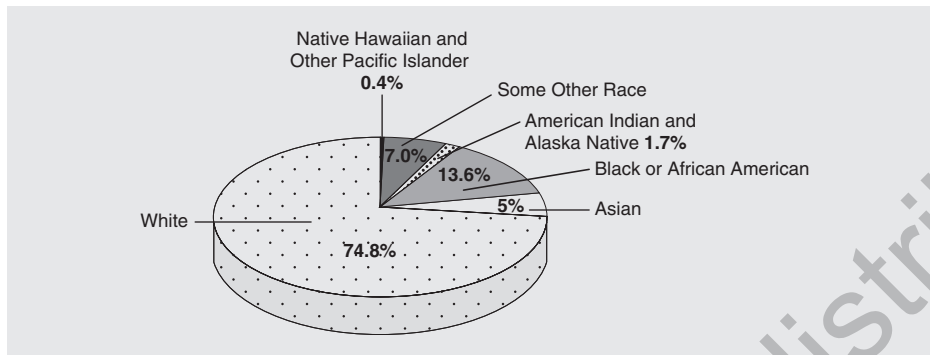 Native Hawaiian and
Other Pacific Islander
0.4%
Some Other Race
7.0%
American Indian and
Alaska Native 1.7%
13.6%
Black or African American
5%
Asian
White
74.8%